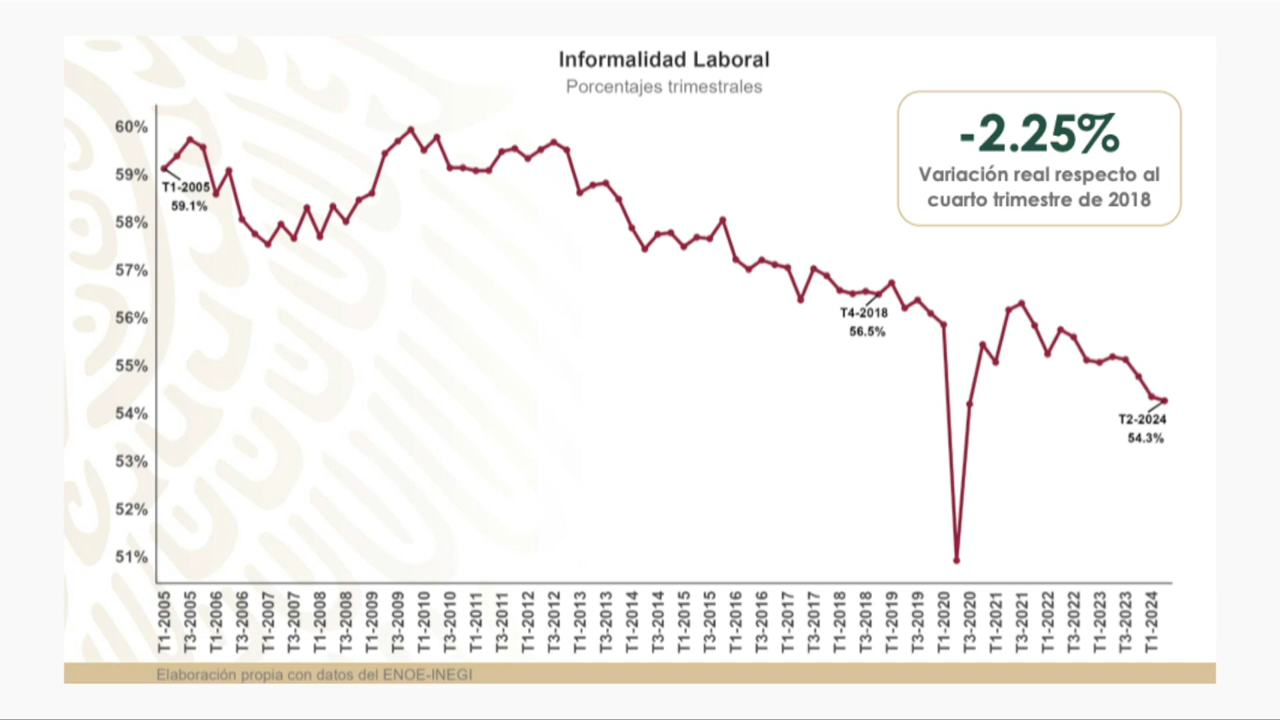 Informalidad Laboral
Porcentajes trimestrales
-2.25%
Variación real respecto al
cuarto trimestre de 2018
60%
59%
58%
57%
56%
55%
54%
53%
52%
51%
T1-2005
59.1%
T4-2018
56.5%
T2-2024
54.3%
T1-2005
T3-2005
T1-2006
T3-2006
T1-2007
T3-2007
T1-2008
T3-2008
T1-2009
T3-2009
T1-2010
T3-2010
T1-2011
T3-2011
T1-2012
T3-2012
T1-2013
T3-2013
T1-2014
T3-2014
T1-2015
T3-2015
T1-2016
T3-2016
T1-2017
T3-2017
T1-2018
T3-2018
T1-2019
T3-2019
T1-2020
T3-2020
T1-2021
T3-2021
T1-2022
T3-2022
T1-2023
T3-2023
T1-2024
Elaboración propia con datos del ENOE-INEGI